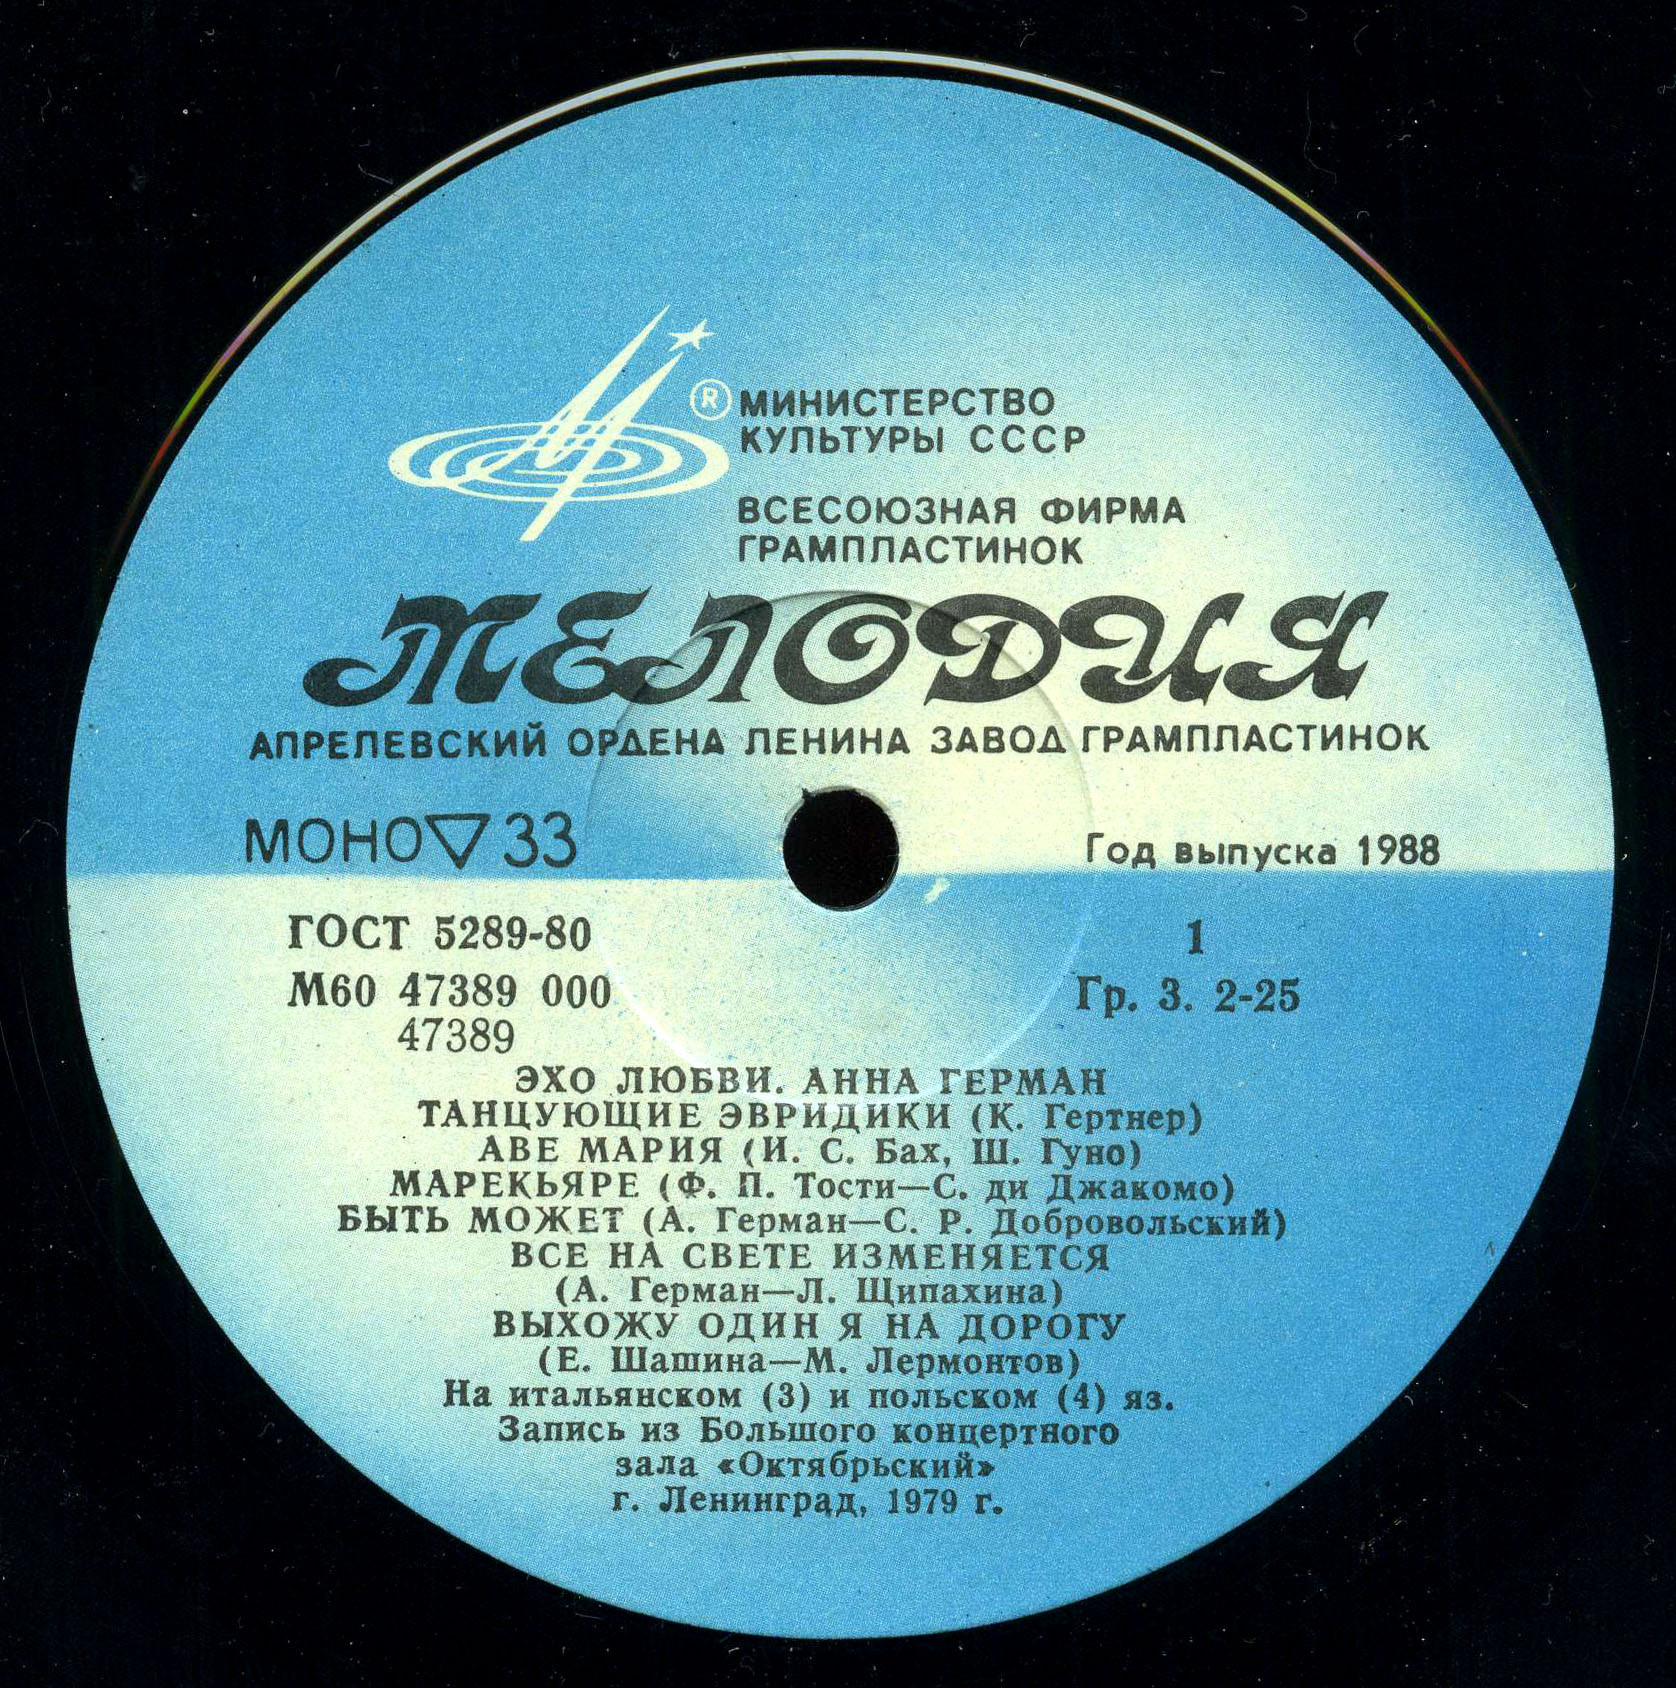 ®
МИНИСТЕРСТВО
КУЛЬТУРЫ СССР
ВСЕСОЮЗНАЯ ФИРМА
ГРАМПЛАСТИНОК
МЕЛОДИЯ
АПРЕЛЕВСКИЙ ОРДЕНА ЛЕНИНА ЗАВОД ГРАМПЛАСТИНОК
МОНО▽33
Год выпуска 1988
ГОСТ 5289-80
1
М60 47389 000
Гр. 3. 2-25
47389
ЭХО ЛЮБВИ. АННА ГЕРМАН
ТАНЦУЮЩИЕ ЭВРИДИКИ (К. Гертнер)
АВЕ МАРИЯ (И. С. Бах, Ш. Гуно)
МАРЕКЬЯРЕ (Ф. П. Тости—С. ди Джакомо)
БЫТЬ МОЖЕТ (А. Герман—С. Р. Добровольский)
ВСЕ НА СВЕТЕ ИЗМЕНЯЕТСЯ
(А. Герман—Л. Щипахина)
ВЫХОЖУ ОДИН Я НА ДОРОГУ
(Е. Шашина—М. Лермонтов)
На итальянском (3) и польском (4) яз.
Запись из Большого концертного
зала «Октябрьский»
г. Ленинград, 1979 г.